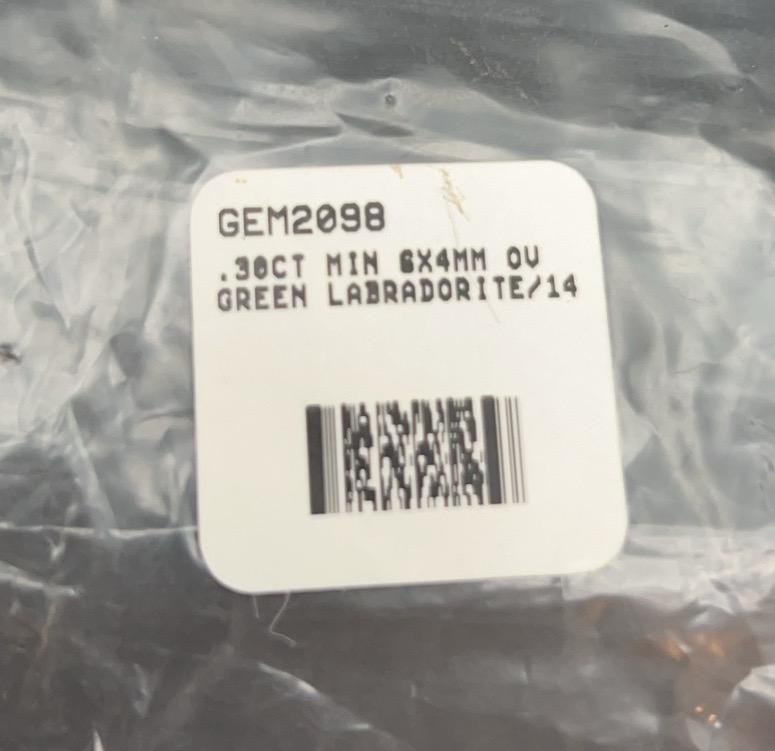 GEM2098
.30CT MIN 6X4MM OV
GREEN LABRADORITE/14